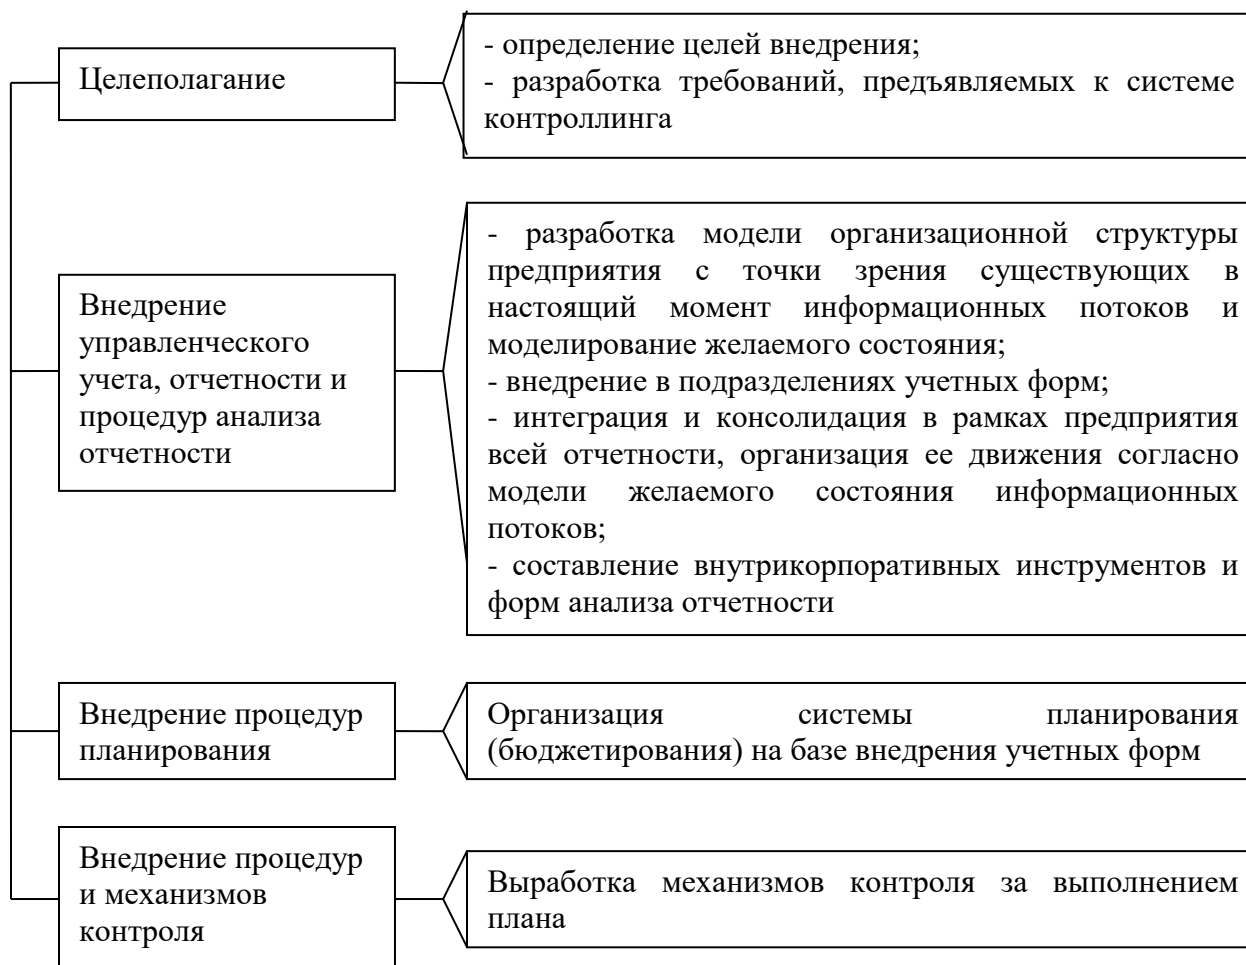 Целеполагание
- определение целей внедрения;
- разработка требований, предъявляемых к системе
контроллинга
Внедрение
управленческого
учета, отчетности и
процедур анализа
отчетности
- разработка модели организационной структуры
предприятия с точки зрения существующих в
настоящий момент информационных потоков и
моделирование желаемого состояния;
- внедрение в подразделениях учетных форм;
- интеграция и консолидация в рамках предприятия
всей отчетности, организация ее движения согласно
модели желаемого состояния информационных
потоков;
- составление внутрикорпоративных инструментов и
форм анализа отчетности
Внедрение процедур
планирования
Организация системы планирования
(бюджетирования) на базе внедрения учетных форм
Внедрение процедур
и механизмов
контроля
Выработка механизмов контроля за выполнением
плана